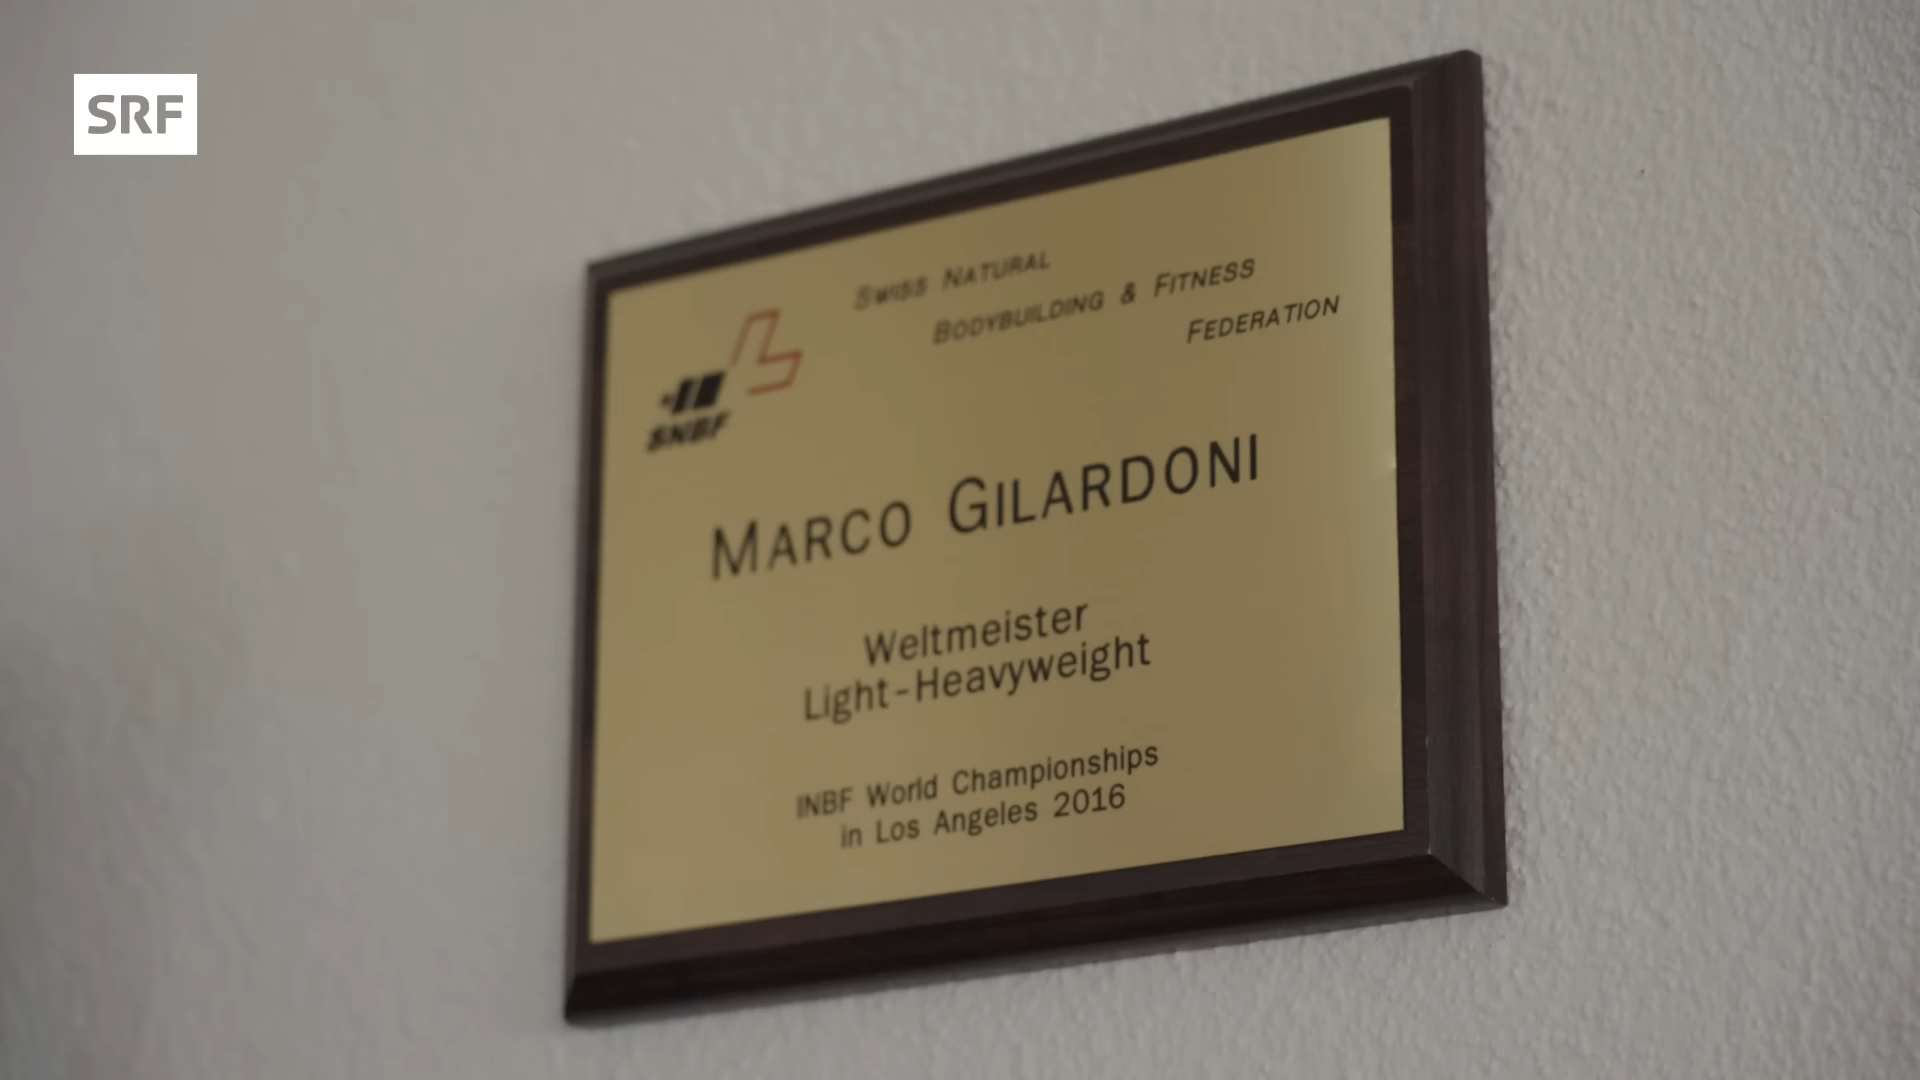 SRF
SWISS NATURAL
BODYBUILDING & FITNESS
FEDERATION
SNBF
MARCO GILARDONI
Weltmeister
Light-Heavyweight
INBF World Championships
in Los Angeles 2016